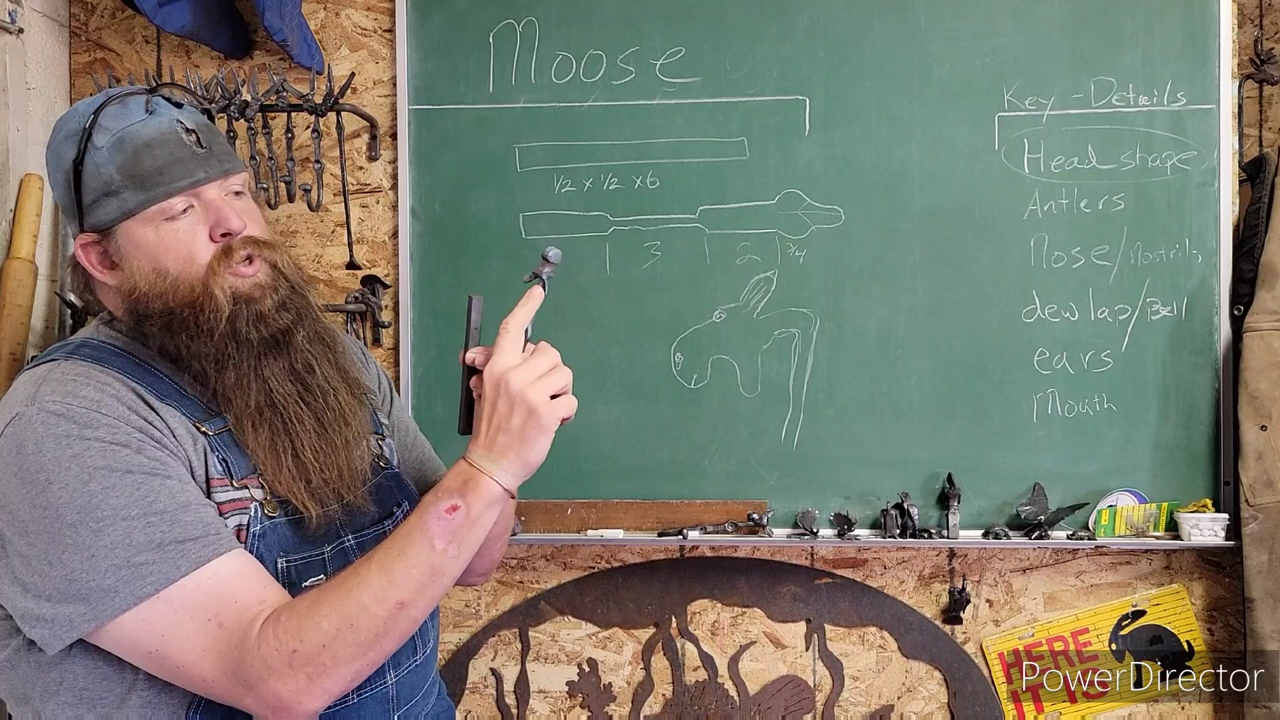 Moose
Key-Details
Head shape
Antlers
Nose/Nostrils
dewlap/Bell
ears
Mouth
1/2 x 1/2 x 6
3 2 3/4
HERE
IT IS
PowerDirector